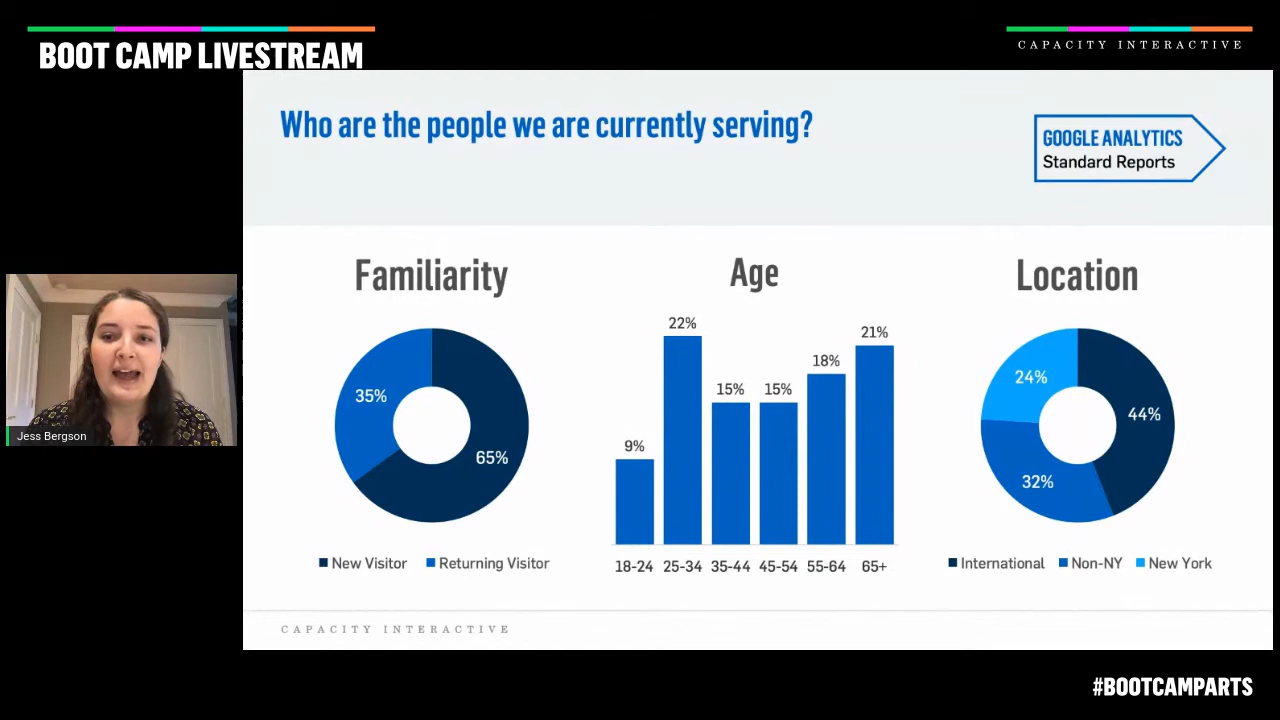 BOOT CAMP LIVESTREAM
CAPACITY INTERACTIVE
Who are the people we are currently serving?
GOOGLE ANALYTICS
Standard Reports
Familiarity
35%
65%
New Visitor
Returning Visitor
Age
9%
22%
15%
15%
18%
21%
18-24
25-34
35-44
45-54
55-64
65+
Location
24%
44%
32%
International
Non-NY
New York
Jess Bergson
CAPACITY INTERACTIVE
#BOOTCAMPARTS